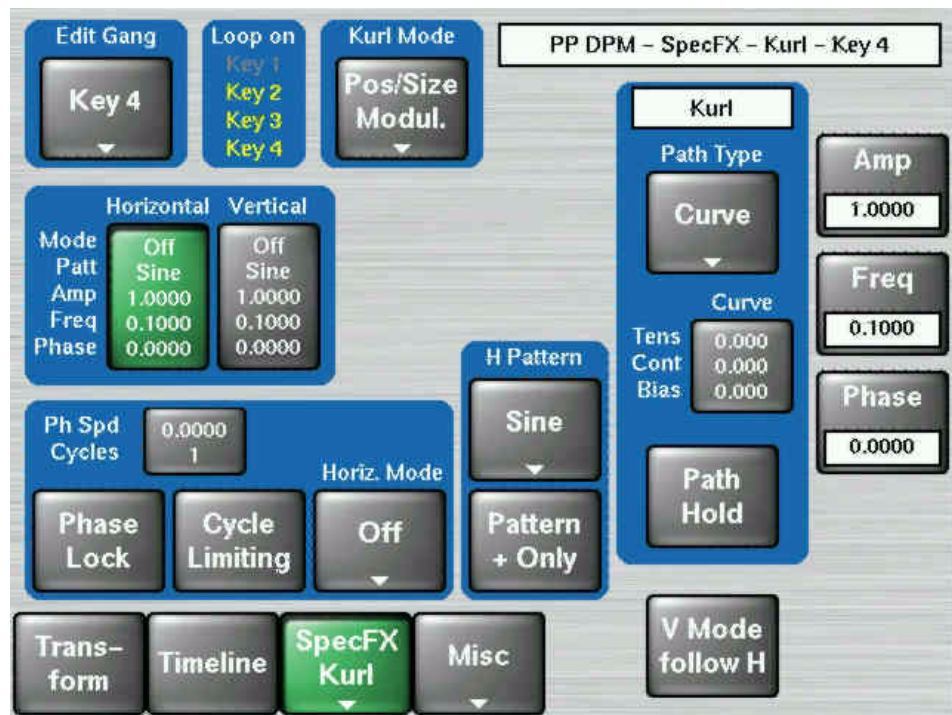 Edit Gang
Key 4
Loop on
Key 1
Key 2
Key 3
Key 4
Kurl Mode
Pos/Size
Modul.
PP DPM – SpecFX – Kurl – Key 4
Horizontal Vertical
Mode Off Off
Patt Sine Sine
Amp 1.0000 1.0000
Freq 0.1000 0.1000
Phase 0.0000 0.0000
Ph Spd 0.0000
Cycles 1
Phase
Lock
Cycle
Limiting
Horiz. Mode
Off
H Pattern
Sine
Pattern
+ Only
Kurl
Path Type
Curve
Curve
Tens 0.000
Cont 0.000
Bias 0.000
Path
Hold
Amp
1.0000
Freq
0.1000
Phase
0.0000
Trans–
form
Timeline
SpecFX
Kurl
Misc
V Mode
follow H